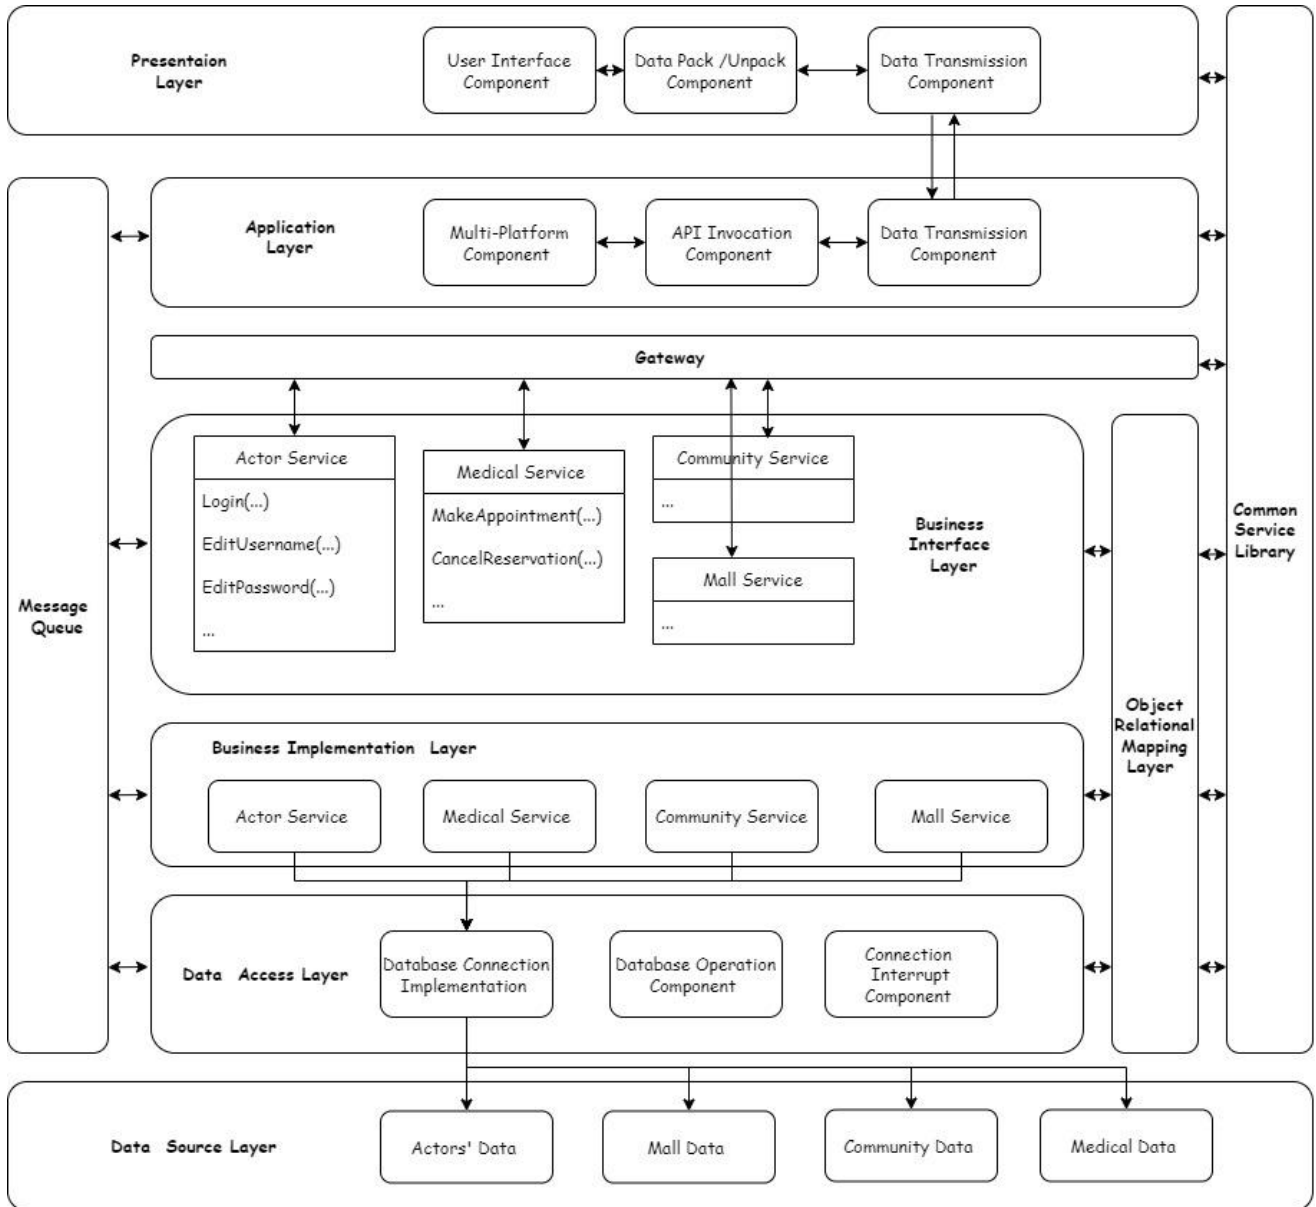 Presentaion
Layer
User Interface
Component
Data Pack /Unpack
Component
Data Transmission
Component
Application
Layer
Multi-Platform
Component
API Invocation
Component
Data Transmission
Component
Gateway
Actor Service
Login(...)
EditUsername(...)
EditPassword(...)
...
Medical Service
MakeAppointment(...)
CancelReservation(...)
...
Community Service
...
Mall Service
...
Business
Interface
Layer
Message
Queue
Common
Service
Library
Object
Relational
Mapping
Layer
Business Implementation Layer
Actor Service
Medical Service
Community Service
Mall Service
Data Access Layer
Database Connection
Implementation
Database Operation
Component
Connection
Interrupt
Component
Data Source Layer
Actors' Data
Mall Data
Community Data
Medical Data